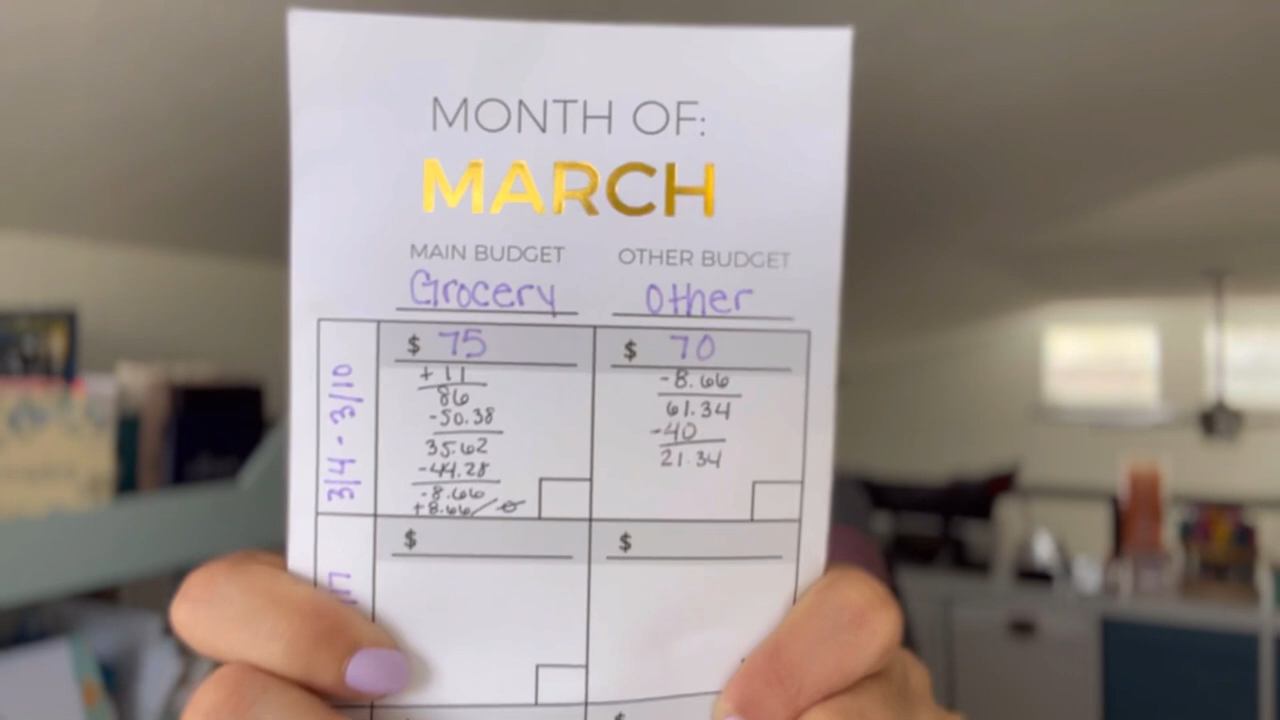 MONTH OF:
MARCH
MAIN BUDGET
OTHER BUDGET
Grocery
Other
3/4 - 3/10
$ 75
+11
86
-50.38
35.62
-44.28
-8.66
+8.66/
$ 70
-8.66
61.34
-40
21.34
17
$
$
$